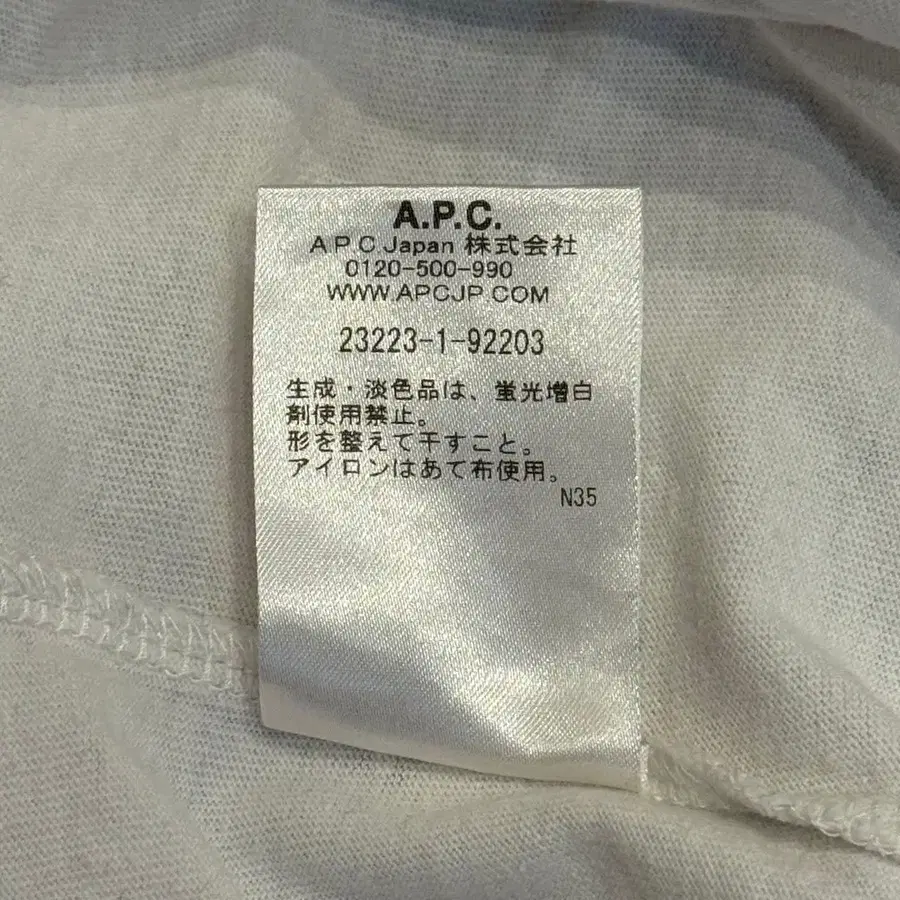 A.P.C.
A P C Japan 株式会社
0120-500-990
WWW.APCJP.COM
23223-1-92203
生成・淡色品は、蛍光増白
剤使用禁止。
形を整えて干すこと。
アイロンはあて布使用。
N35